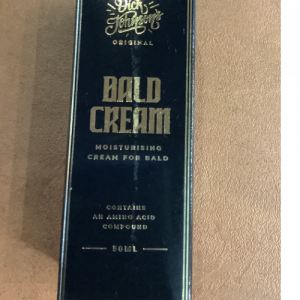 Dick
Johnson's
ORIGINAL
BALD
CREAM
MOISTURISING
CREAM FOR BALD
CONTAINS
AN AMINO ACID
COMPOUND
50ML